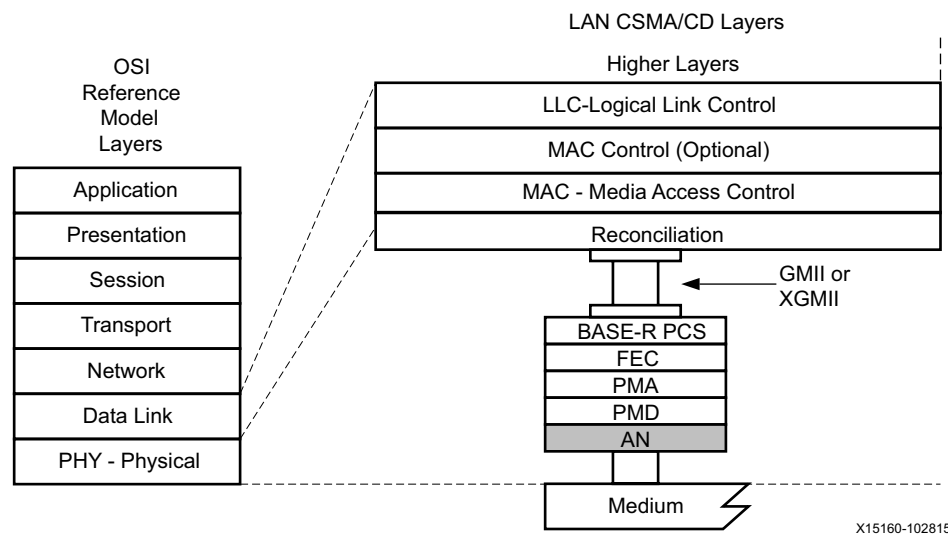 LAN CSMA/CD Layers
OSI
Reference
Model
Layers
Higher Layers
LLC-Logical Link Control
MAC Control (Optional)
MAC - Media Access Control
Reconciliation
Application
Presentation
Session
Transport
Network
Data Link
PHY - Physical
GMII or
XGMII
BASE-R PCS
FEC
PMA
PMD
AN
Medium
X15160-102815